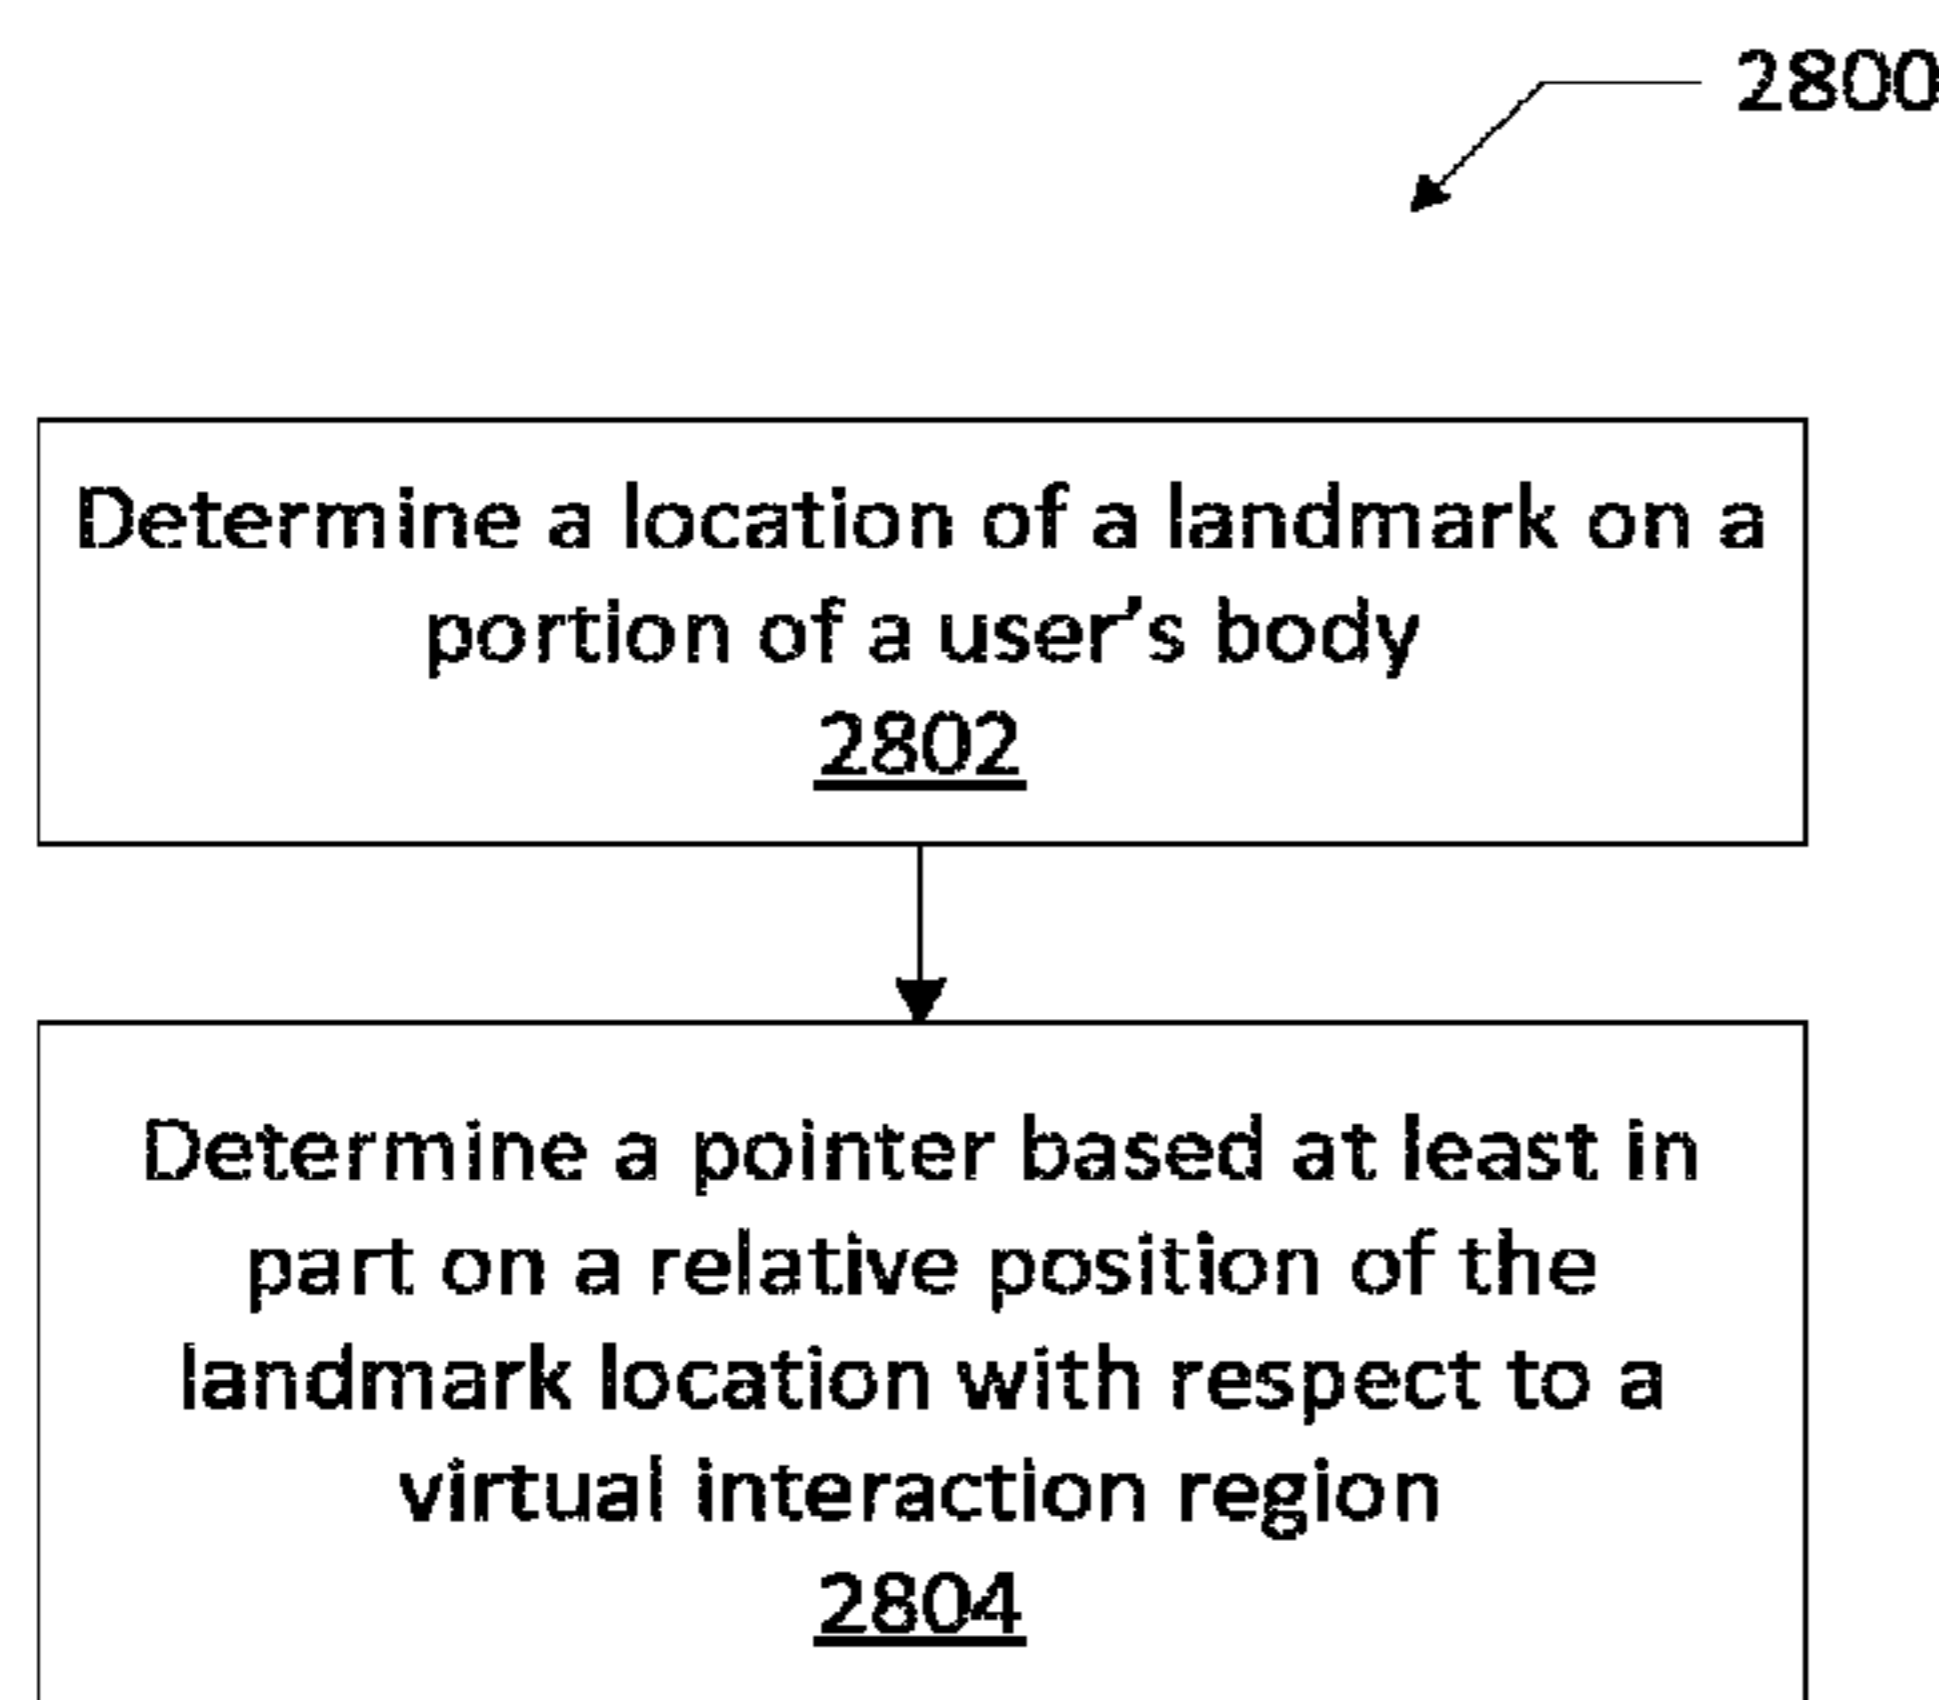 2800
Determine a location of a landmark on a
portion of a user’s body
2802
Determine a pointer based at least in
part on a relative position of the
landmark location with respect to a
virtual interaction region
2804